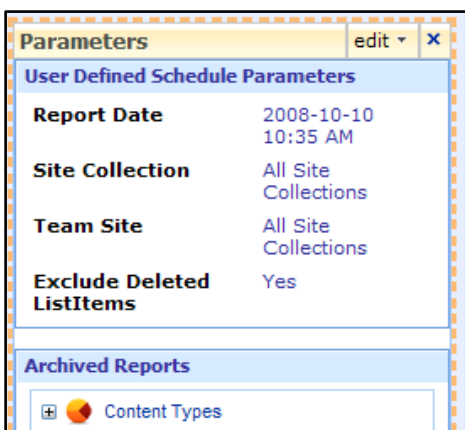 Parameters edit
User Defined Schedule Parameters
Report Date 2008-10-10
10:35 AM
Site Collection All Site
Collections
Team Site All Site
Collections
Exclude Deleted Yes
ListItems
Archived Reports
Content Types